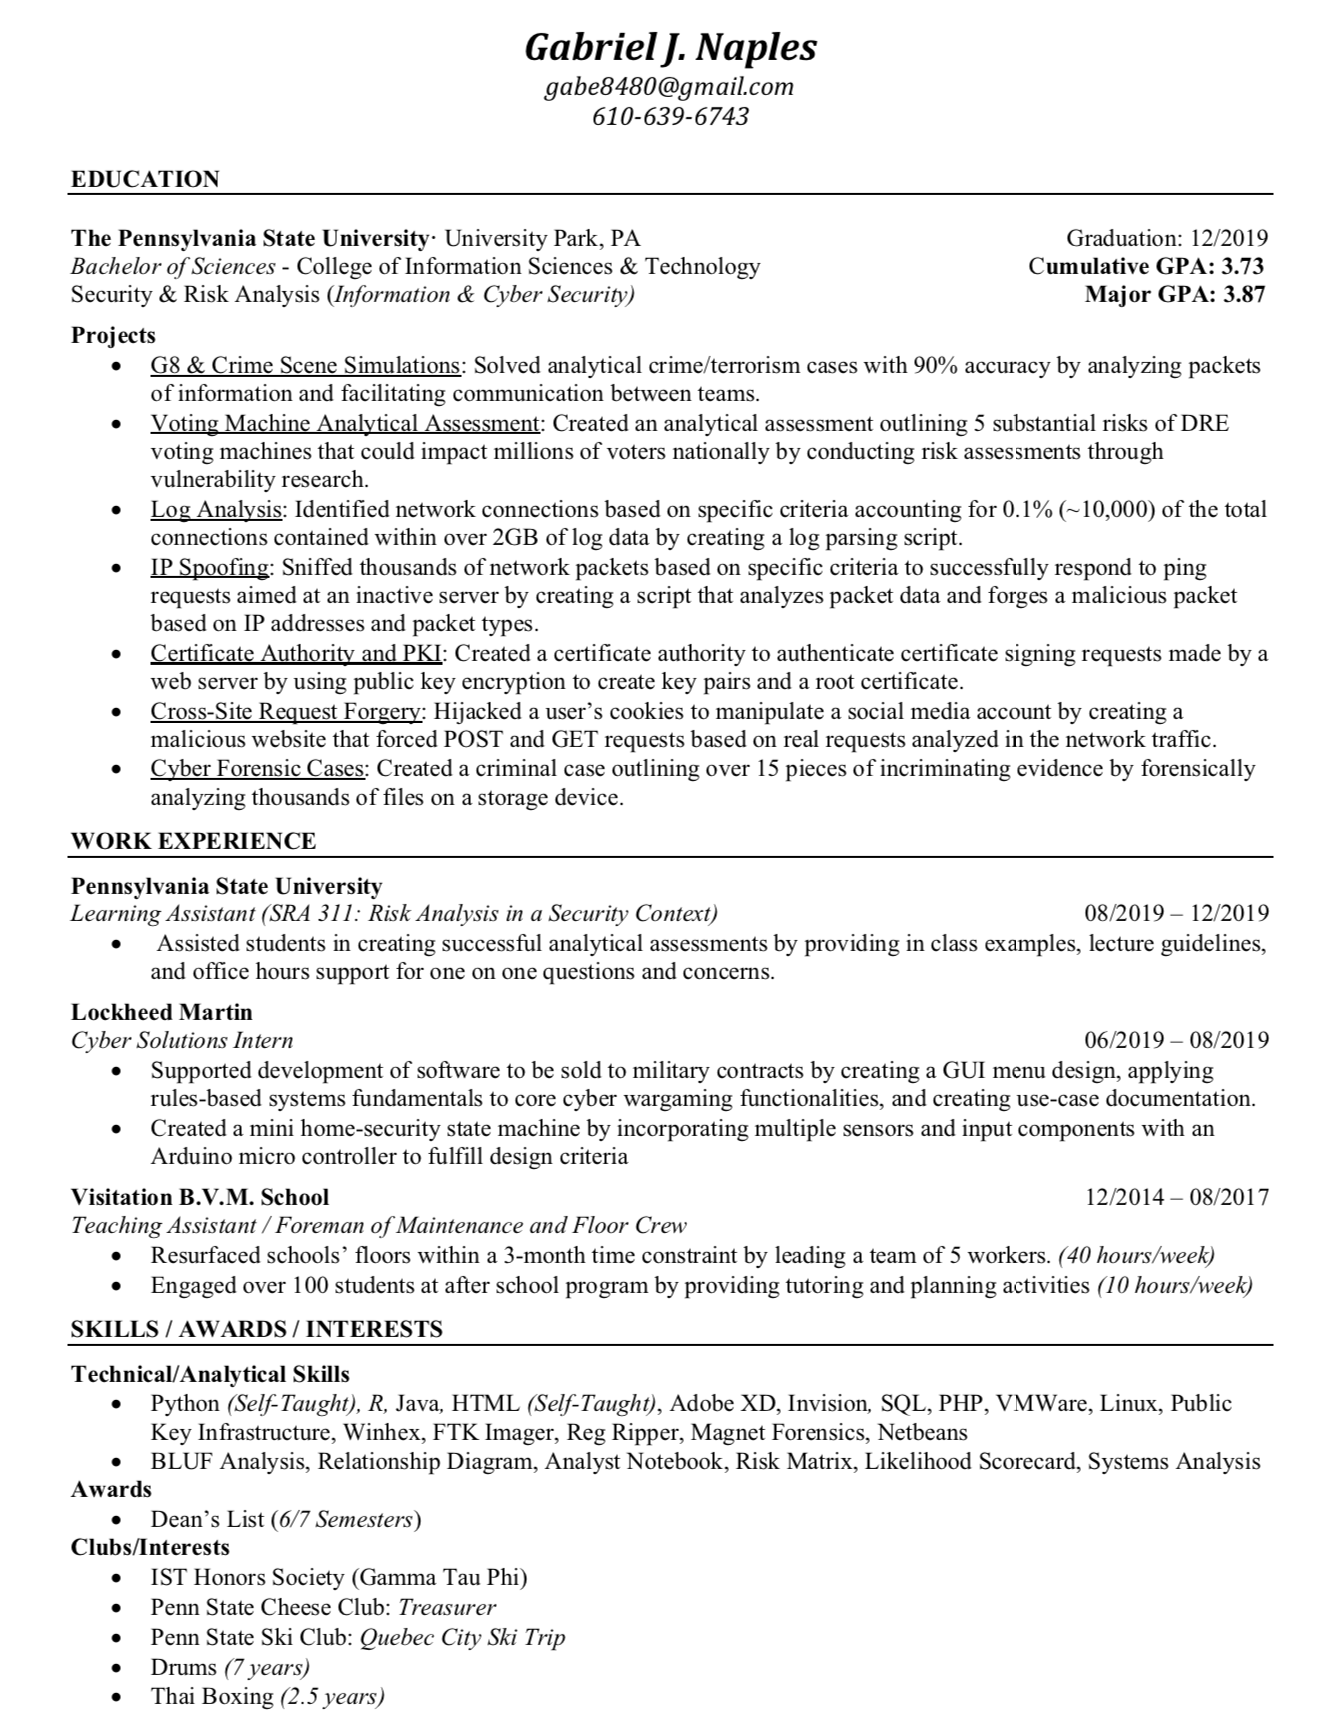 Gabriel J. Naples
gabe8480@gmail.com
610-639-6743
EDUCATION
The Pennsylvania State University· University Park, PA Graduation: 12/2019
Bachelor of Sciences - College of Information Sciences & Technology Cumulative GPA: 3.73
Security & Risk Analysis (Information & Cyber Security) Major GPA: 3.87
Projects
• G8 & Crime Scene Simulations: Solved analytical crime/terrorism cases with 90% accuracy by analyzing packets
of information and facilitating communication between teams.
• Voting Machine Analytical Assessment: Created an analytical assessment outlining 5 substantial risks of DRE
voting machines that could impact millions of voters nationally by conducting risk assessments through
vulnerability research.
• Log Analysis: Identified network connections based on specific criteria accounting for 0.1% (~10,000) of the total
connections contained within over 2GB of log data by creating a log parsing script.
• IP Spoofing: Sniffed thousands of network packets based on specific criteria to successfully respond to ping
requests aimed at an inactive server by creating a script that analyzes packet data and forges a malicious packet
based on IP addresses and packet types.
• Certificate Authority and PKI: Created a certificate authority to authenticate certificate signing requests made by a
web server by using public key encryption to create key pairs and a root certificate.
• Cross-Site Request Forgery: Hijacked a user’s cookies to manipulate a social media account by creating a
malicious website that forced POST and GET requests based on real requests analyzed in the network traffic.
• Cyber Forensic Cases: Created a criminal case outlining over 15 pieces of incriminating evidence by forensically
analyzing thousands of files on a storage device.
WORK EXPERIENCE
Pennsylvania State University
Learning Assistant (SRA 311: Risk Analysis in a Security Context) 08/2019 – 12/2019
• Assisted students in creating successful analytical assessments by providing in class examples, lecture guidelines,
and office hours support for one on one questions and concerns.
Lockheed Martin
Cyber Solutions Intern 06/2019 – 08/2019
• Supported development of software to be sold to military contracts by creating a GUI menu design, applying
rules-based systems fundamentals to core cyber wargaming functionalities, and creating use-case documentation.
• Created a mini home-security state machine by incorporating multiple sensors and input components with an
Arduino micro controller to fulfill design criteria
Visitation B.V.M. School 12/2014 – 08/2017
Teaching Assistant / Foreman of Maintenance and Floor Crew
• Resurfaced schools’ floors within a 3-month time constraint by leading a team of 5 workers. (40 hours/week)
• Engaged over 100 students at after school program by providing tutoring and planning activities (10 hours/week)
SKILLS / AWARDS / INTERESTS
Technical/Analytical Skills
• Python (Self-Taught), R, Java, HTML (Self-Taught), Adobe XD, Invision, SQL, PHP, VMWare, Linux, Public
Key Infrastructure, Winhex, FTK Imager, Reg Ripper, Magnet Forensics, Netbeans
• BLUF Analysis, Relationship Diagram, Analyst Notebook, Risk Matrix, Likelihood Scorecard, Systems Analysis
Awards
• Dean’s List (6/7 Semesters)
Clubs/Interests
• IST Honors Society (Gamma Tau Phi)
• Penn State Cheese Club: Treasurer
• Penn State Ski Club: Quebec City Ski Trip
• Drums (7 years)
• Thai Boxing (2.5 years)